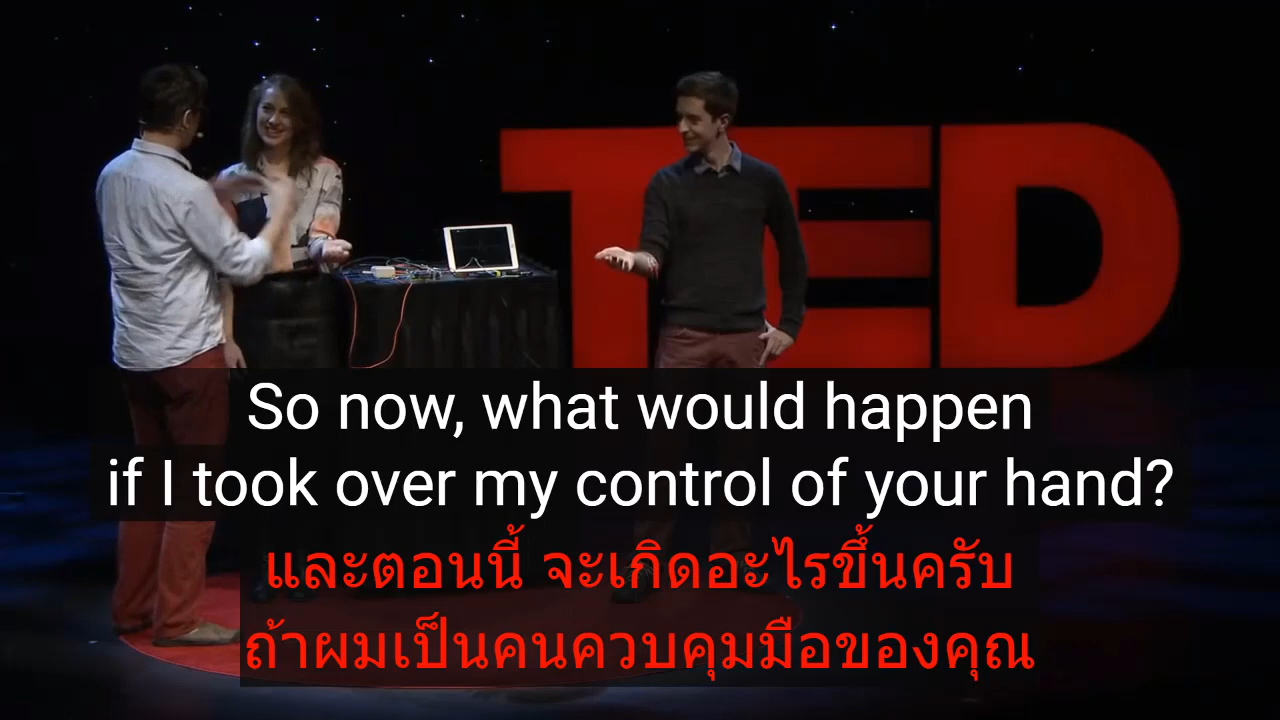 TED
So now, what would happen
if I took over my control of your hand?
และตอนนี้ จะเกิดอะไรขึ้นครับ
ถ้าผมเป็นคนควบคุมมือของคุณ